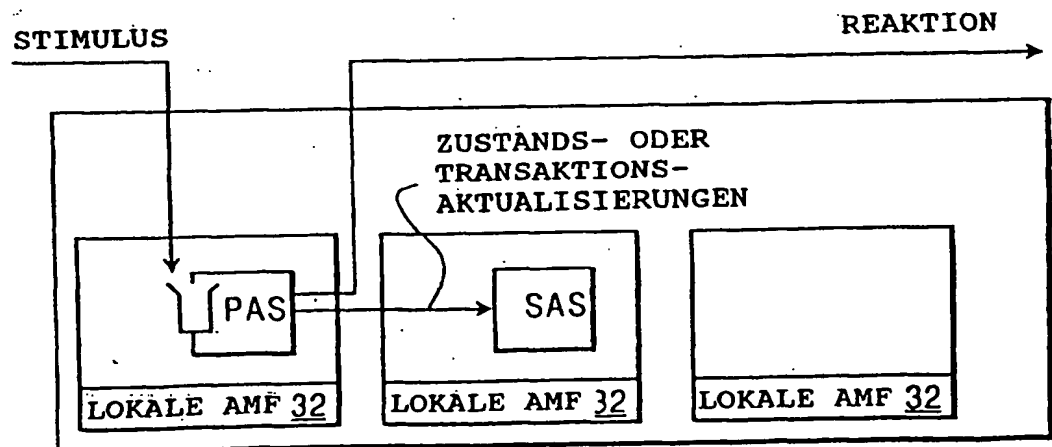 STIMULUS
REAKTION
ZUSTANDS- ODER
TRANSAKTIONS-
AKTUALISIERUNGEN
PAS
SAS
LOKALE AMF 32
LOKALE AMF 32
LOKALE AMF 32